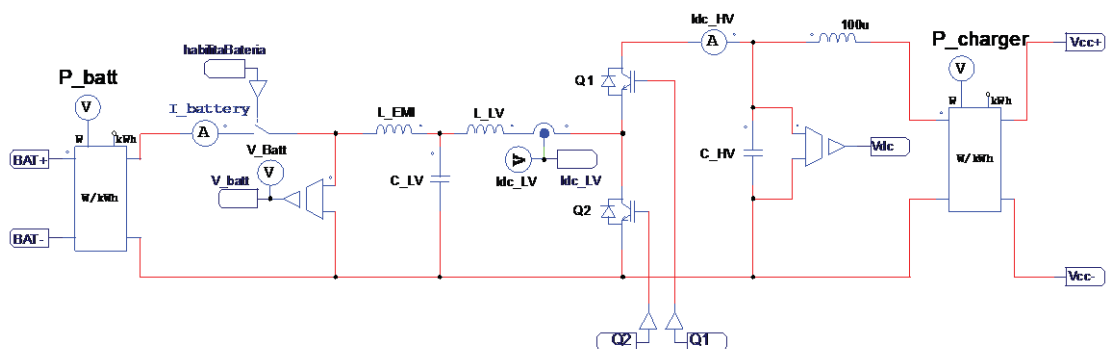 Idc_HV
100u
P_charger
Vcc+
habilitaBateria
A
V
W
kWh
Q1
P_batt
V
I_battery
L_EMI
L_LV
W
kWh
A
BAT+
V_Batt
V
V_batt
C_LV
V
Idc_LV
Idc_LV
C_HV
Vdc
W/kWh
W/kWh
Q2
BAT-
Vcc-
Q2
Q1